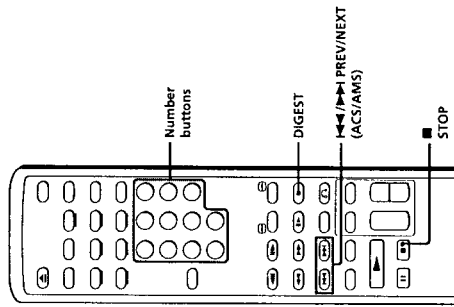 Number
buttons
DIGEST
⏮/⏭ PREV/NEXT
(ACS/AMS)
■
STOP